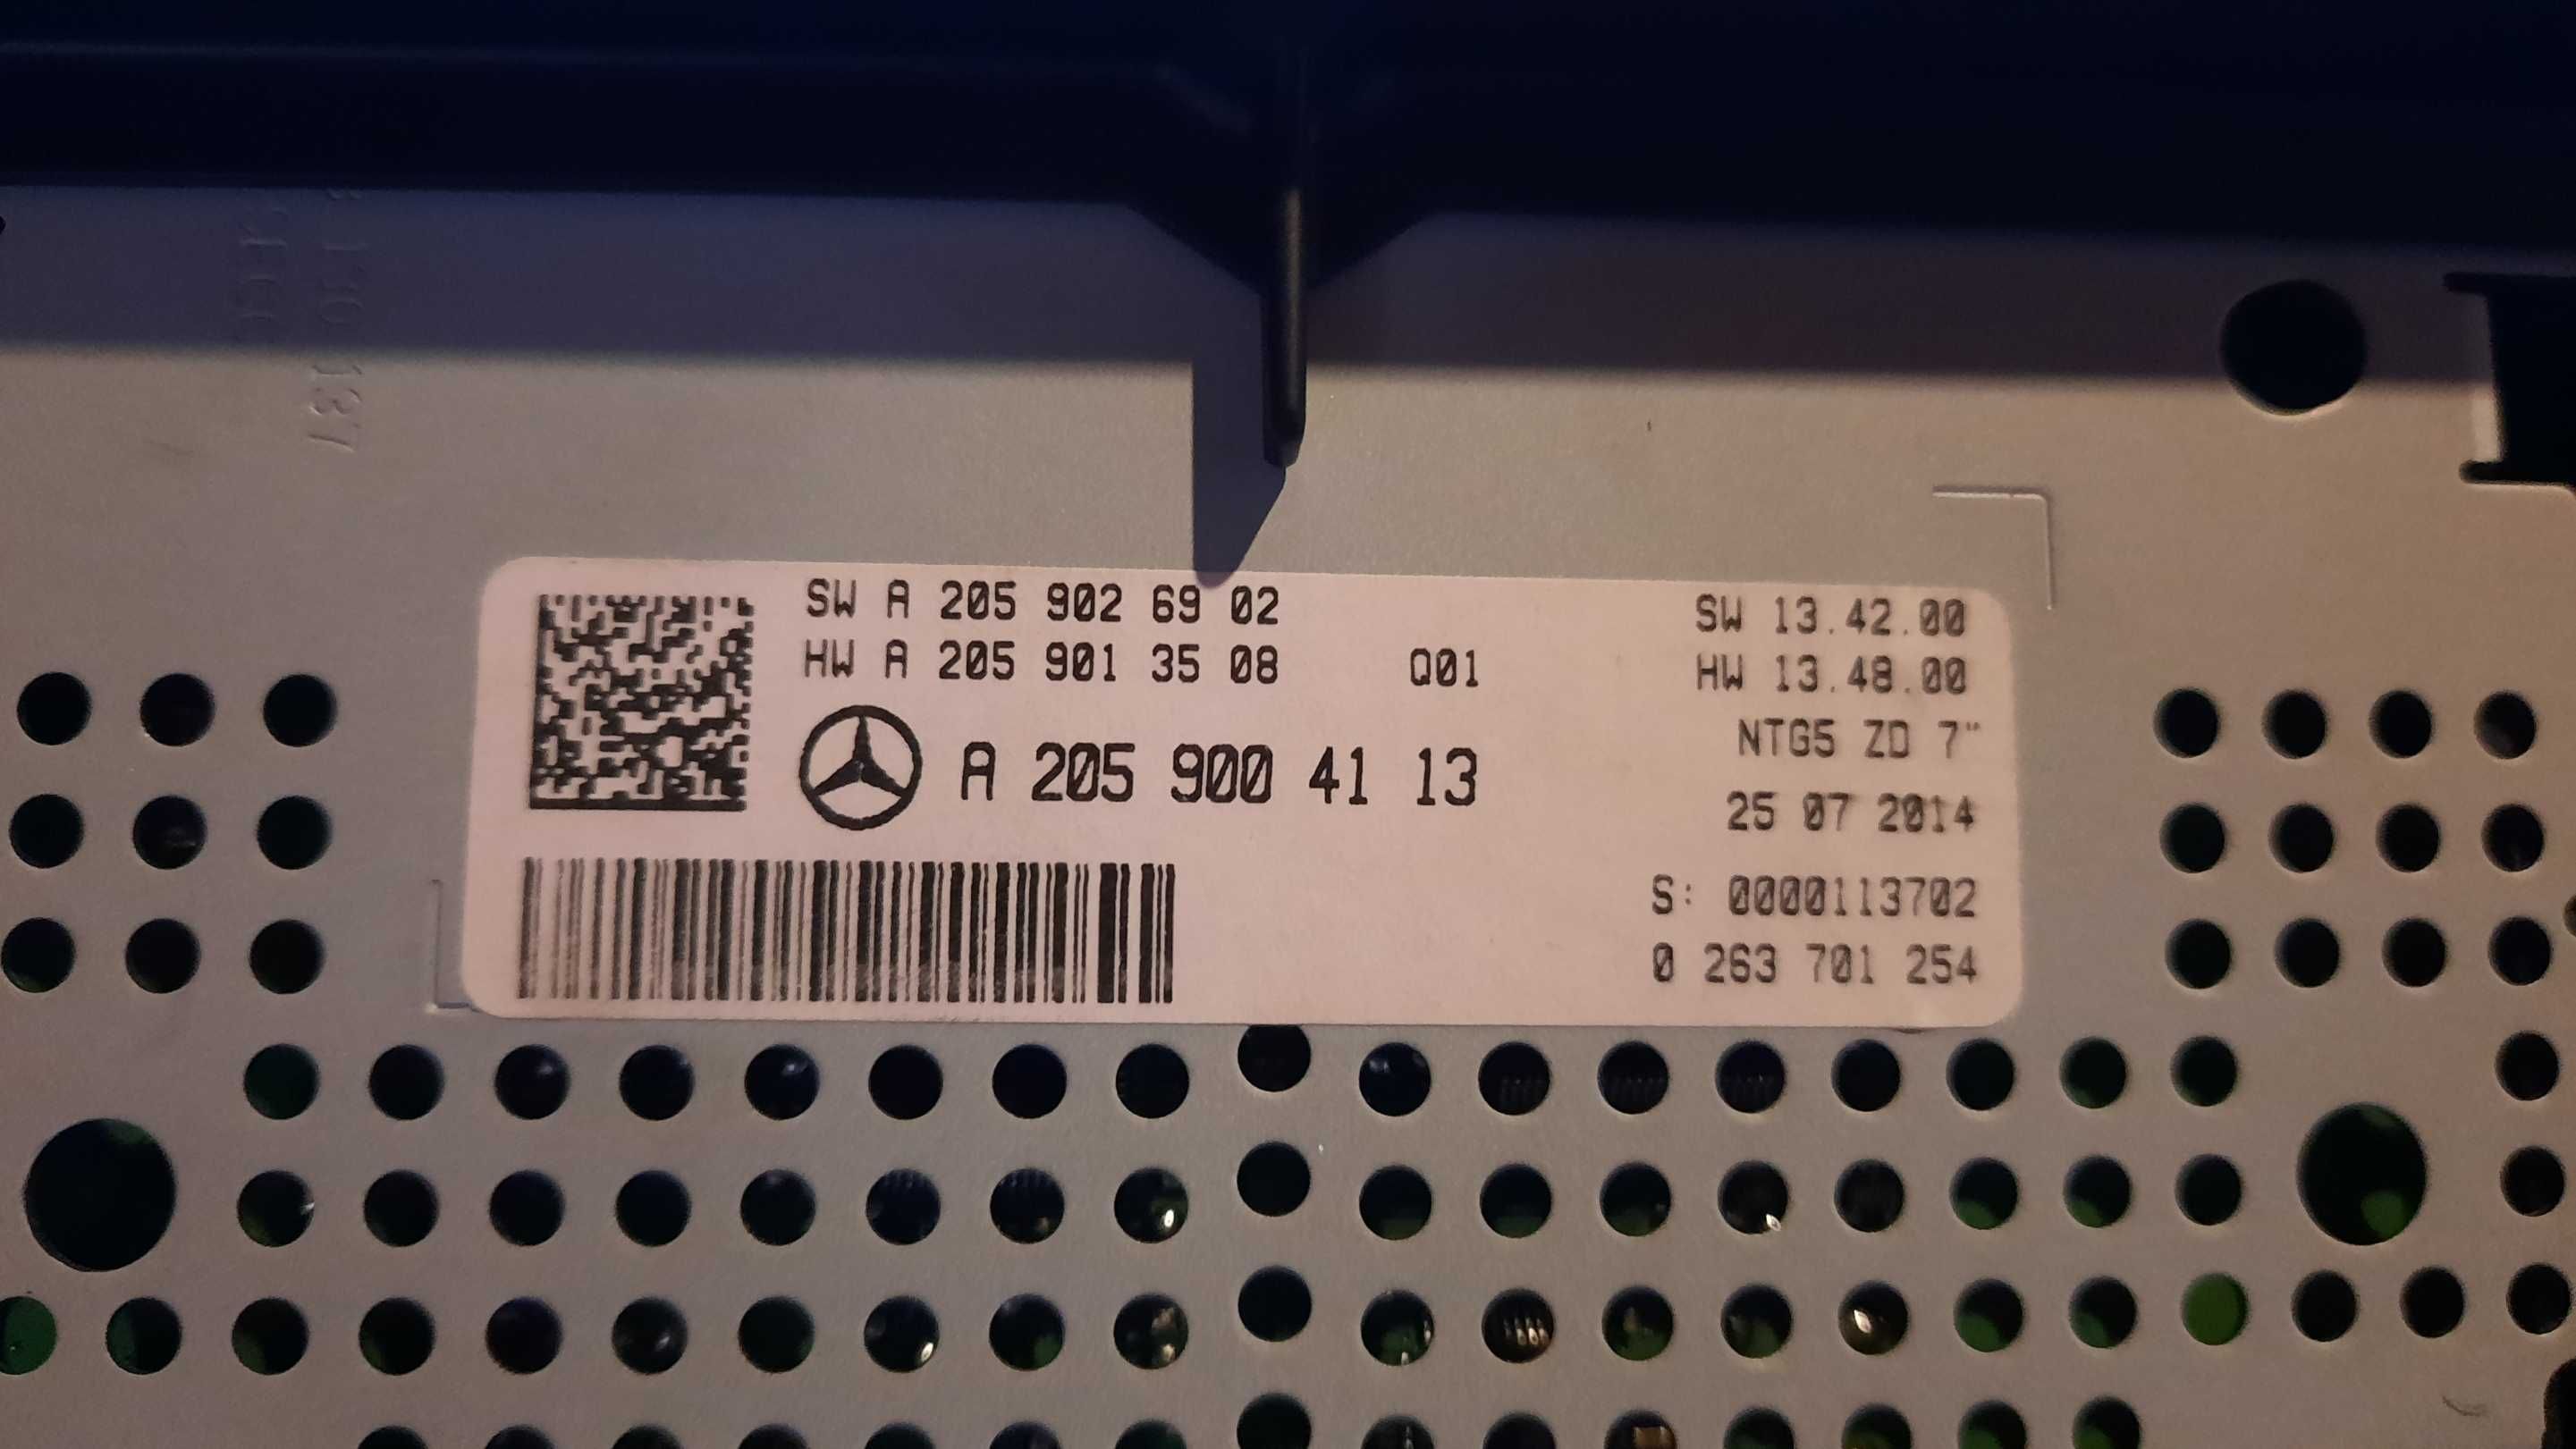 SW A 205 902 69 02
HW A 205 901 35 08 Q01
A 205 900 41 13
SW 13.42.00
HW 13.48.00
NTG5 ZD 7"
25 07 2014
S: 0000113702
0 263 701 254